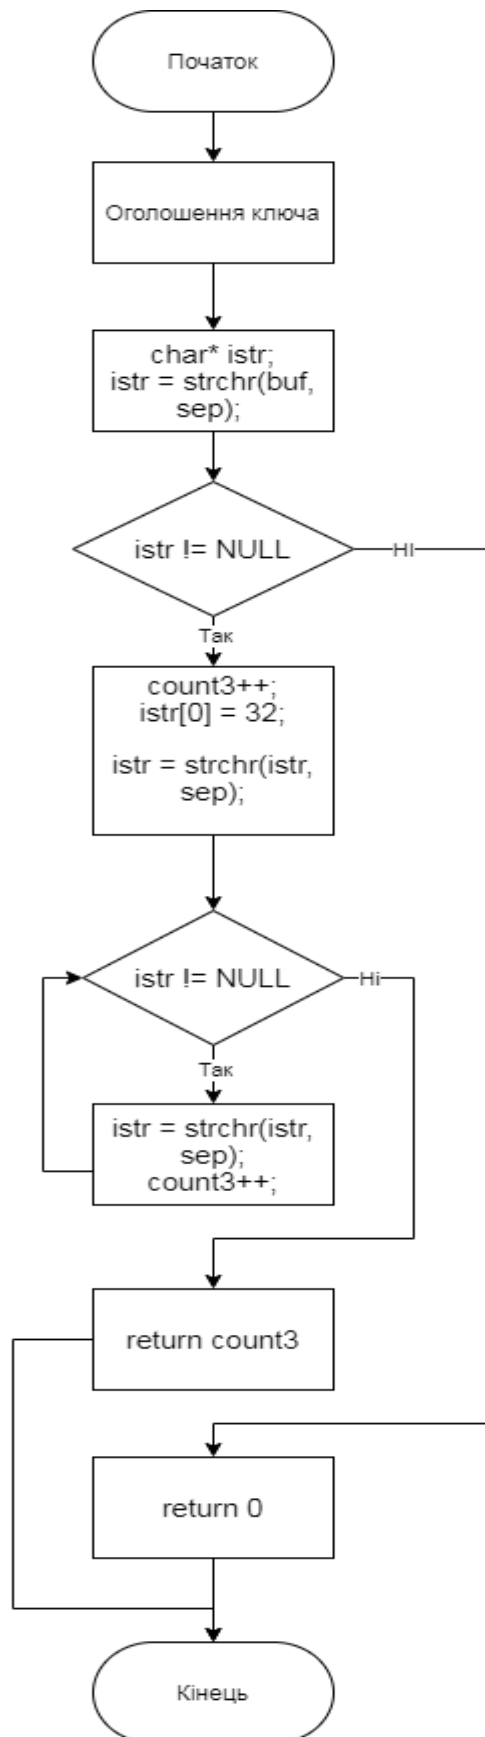 Початок
Оголошення ключа
char* istr;
istr = strchr(buf,
sep);
istr != NULL
НІ
Так
count3++;
istr[0] = 32;
istr = strchr(istr,
sep);
istr != NULL
Ні
Так
istr = strchr(istr,
sep);
count3++;
return count3
return 0
Кінець